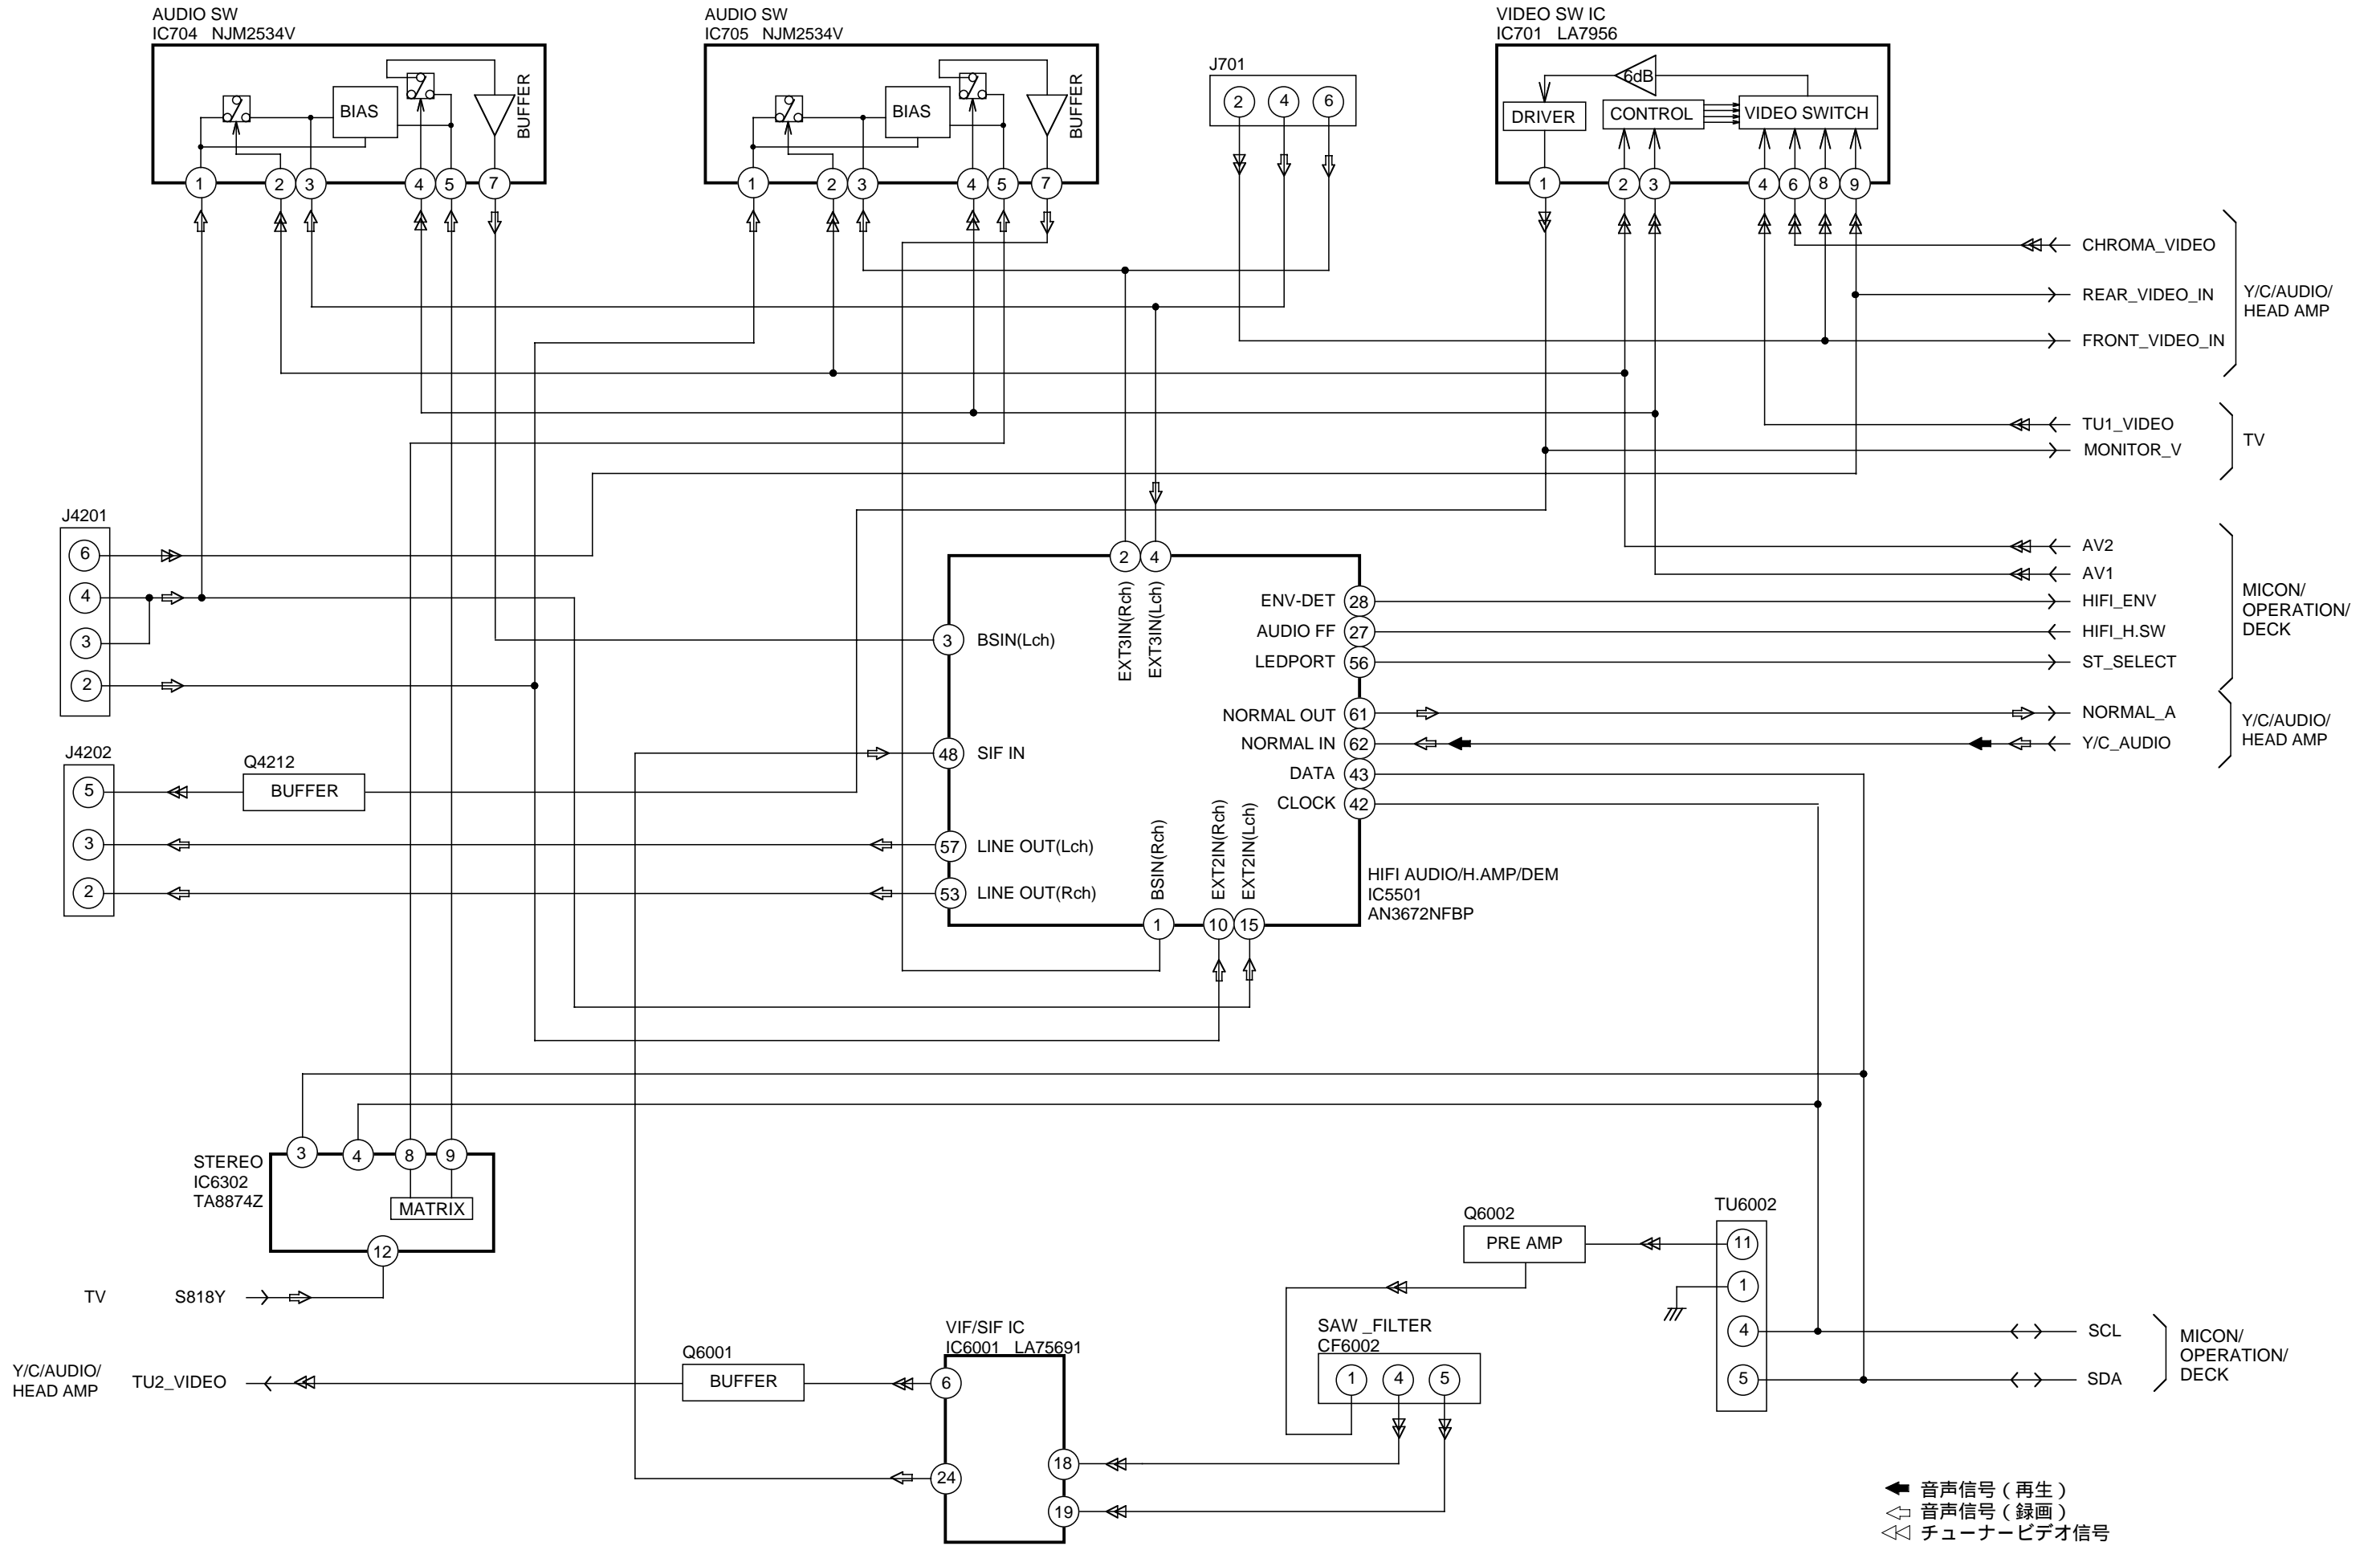 AUDIO SW
IC704 NJM2534V
BIAS
BUFFER
1
2
3
4
5
7
AUDIO SW
IC705 NJM2534V
BIAS
BUFFER
1
2
3
4
5
7
J701
2
4
6
VIDEO SW IC
IC701 LA7956
6dB
DRIVER
CONTROL
VIDEO SWITCH
1
2
3
4
6
8
9
CHROMA_VIDEO
REAR_VIDEO_IN
FRONT_VIDEO_IN
Y/C/AUDIO/
HEAD AMP
TU1_VIDEO
MONITOR_V
TV
AV2
AV1
HIFI_ENV
HIFI_H.SW
ST_SELECT
MICON/
OPERATION/
DECK
NORMAL_A
Y/C_AUDIO
Y/C/AUDIO/
HEAD AMP
J4201
6
4
3
2
J4202
5
3
2
Q4212
BUFFER
2
4
EXT3IN(Rch)
EXT3IN(Lch)
3
BSIN(Lch)
48
SIF IN
57
LINE OUT(Lch)
53
LINE OUT(Rch)
ENV-DET
28
AUDIO FF
27
LEDPORT
56
NORMAL OUT
61
NORMAL IN
62
DATA
43
CLOCK
42
BSIN(Rch)
EXT2IN(Rch)
EXT2IN(Lch)
1
10
15
HIFI AUDIO/H.AMP/DEM
IC5501
AN3672NFBP
STEREO
IC6302
TA8874Z
3
4
8
9
MATRIX
12
TV
S818Y
Y/C/AUDIO/
HEAD AMP
TU2_VIDEO
Q6001
BUFFER
VIF/SIF IC
IC6001 LA75691
6
24
18
19
SAW _FILTER
CF6002
1
4
5
Q6002
PRE AMP
TU6002
11
1
4
5
SCL
SDA
MICON/
OPERATION/
DECK
音声信号 ( 再生 )
音声信号 ( 録画 )
チューナービデオ信号